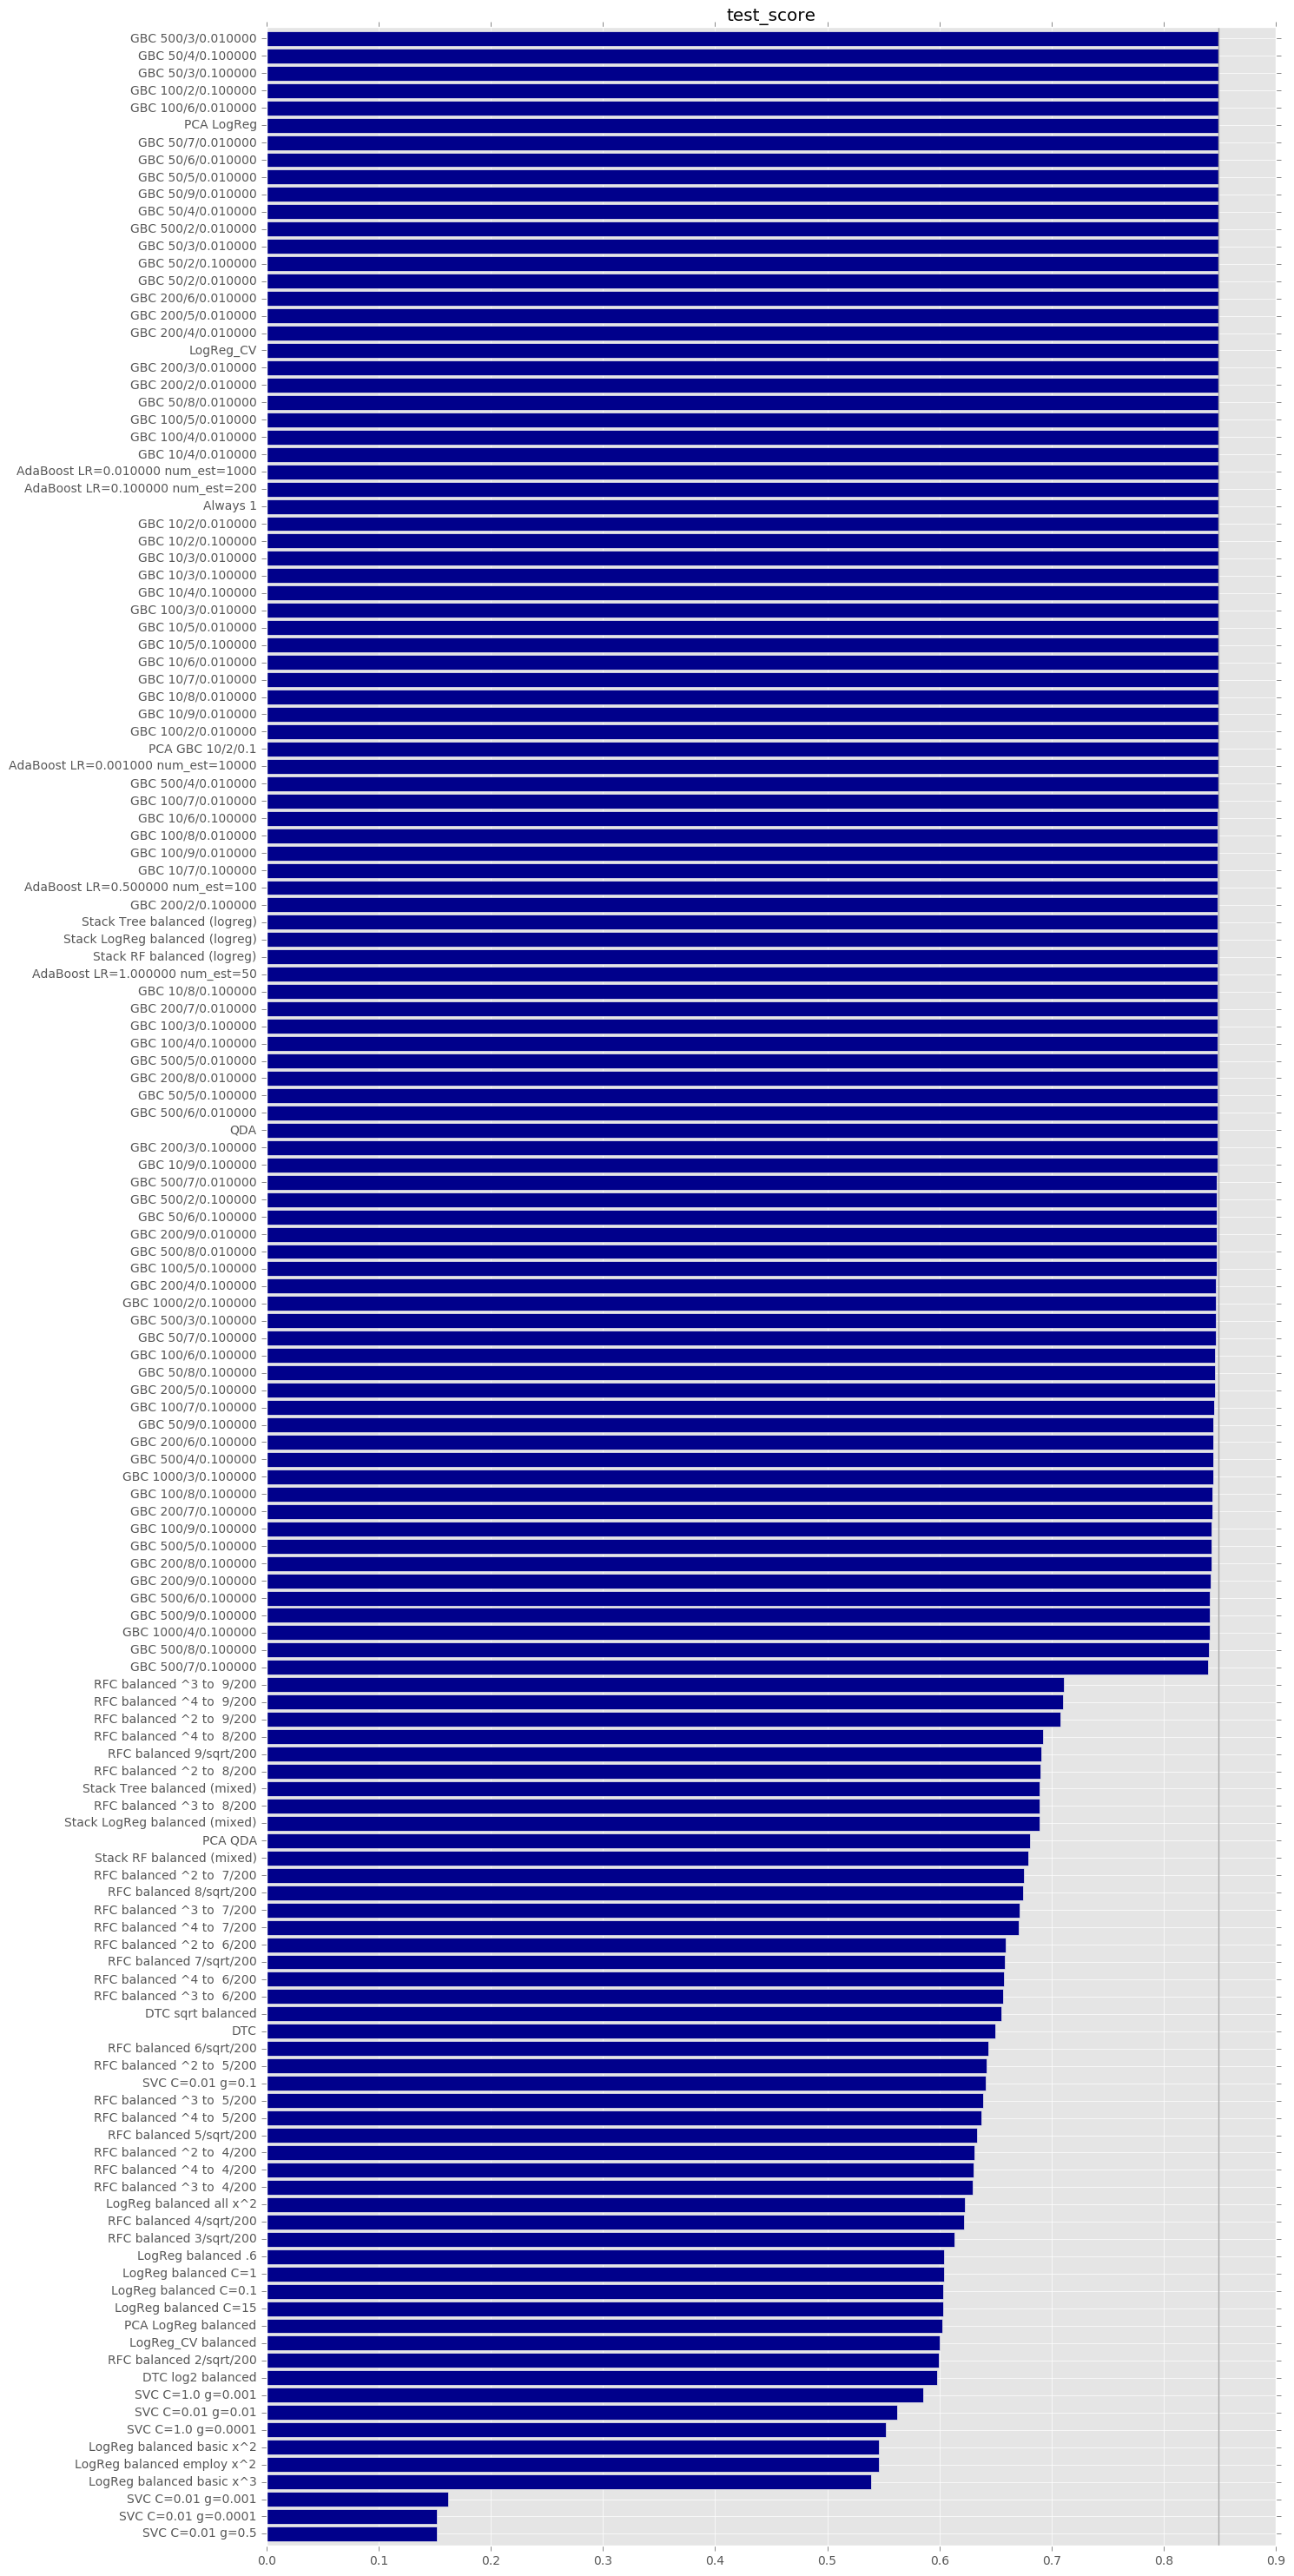 test_score
GBC 500/3/0.010000
GBC 50/4/0.100000
GBC 50/3/0.100000
GBC 100/2/0.100000
GBC 100/6/0.010000
PCA LogReg
GBC 50/7/0.010000
GBC 50/6/0.010000
GBC 50/5/0.010000
GBC 50/9/0.010000
GBC 50/4/0.010000
GBC 500/2/0.010000
GBC 50/3/0.010000
GBC 50/2/0.100000
GBC 50/2/0.010000
GBC 200/6/0.010000
GBC 200/5/0.010000
GBC 200/4/0.010000
LogReg_CV
GBC 200/3/0.010000
GBC 200/2/0.010000
GBC 50/8/0.010000
GBC 100/5/0.010000
GBC 100/4/0.010000
GBC 10/4/0.010000
AdaBoost LR=0.010000 num_est=1000
AdaBoost LR=0.100000 num_est=200
Always 1
GBC 10/2/0.010000
GBC 10/2/0.100000
GBC 10/3/0.010000
GBC 10/3/0.100000
GBC 10/4/0.100000
GBC 100/3/0.010000
GBC 10/5/0.010000
GBC 10/5/0.100000
GBC 10/6/0.010000
GBC 10/7/0.010000
GBC 10/8/0.010000
GBC 10/9/0.010000
GBC 100/2/0.010000
PCA GBC 10/2/0.1
AdaBoost LR=0.001000 num_est=10000
GBC 500/4/0.010000
GBC 100/7/0.010000
GBC 10/6/0.100000
GBC 100/8/0.010000
GBC 100/9/0.010000
GBC 10/7/0.100000
AdaBoost LR=0.500000 num_est=100
GBC 200/2/0.100000
Stack Tree balanced (logreg)
Stack LogReg balanced (logreg)
Stack RF balanced (logreg)
AdaBoost LR=1.000000 num_est=50
GBC 10/8/0.100000
GBC 200/7/0.010000
GBC 100/3/0.100000
GBC 100/4/0.100000
GBC 500/5/0.010000
GBC 200/8/0.010000
GBC 50/5/0.100000
GBC 500/6/0.010000
QDA
GBC 200/3/0.100000
GBC 10/9/0.100000
GBC 500/7/0.010000
GBC 500/2/0.100000
GBC 50/6/0.100000
GBC 200/9/0.010000
GBC 500/8/0.010000
GBC 100/5/0.100000
GBC 200/4/0.100000
GBC 1000/2/0.100000
GBC 500/3/0.100000
GBC 50/7/0.100000
GBC 100/6/0.100000
GBC 50/8/0.100000
GBC 200/5/0.100000
GBC 100/7/0.100000
GBC 50/9/0.100000
GBC 200/6/0.100000
GBC 500/4/0.100000
GBC 1000/3/0.100000
GBC 100/8/0.100000
GBC 200/7/0.100000
GBC 100/9/0.100000
GBC 500/5/0.100000
GBC 200/8/0.100000
GBC 200/9/0.100000
GBC 500/6/0.100000
GBC 500/9/0.100000
GBC 1000/4/0.100000
GBC 500/8/0.100000
GBC 500/7/0.100000
RFC balanced ^3 to  9/200
RFC balanced ^4 to  9/200
RFC balanced ^2 to  9/200
RFC balanced ^4 to  8/200
RFC balanced 9/sqrt/200
RFC balanced ^2 to  8/200
Stack Tree balanced (mixed)
RFC balanced ^3 to  8/200
Stack LogReg balanced (mixed)
PCA QDA
Stack RF balanced (mixed)
RFC balanced ^2 to  7/200
RFC balanced 8/sqrt/200
RFC balanced ^3 to  7/200
RFC balanced ^4 to  7/200
RFC balanced ^2 to  6/200
RFC balanced 7/sqrt/200
RFC balanced ^4 to  6/200
RFC balanced ^3 to  6/200
DTC sqrt balanced
DTC
RFC balanced 6/sqrt/200
RFC balanced ^2 to  5/200
SVC C=0.01 g=0.1
RFC balanced ^3 to  5/200
RFC balanced ^4 to  5/200
RFC balanced 5/sqrt/200
RFC balanced ^2 to  4/200
RFC balanced ^4 to  4/200
RFC balanced ^3 to  4/200
LogReg balanced all x^2
RFC balanced 4/sqrt/200
RFC balanced 3/sqrt/200
LogReg balanced .6
LogReg balanced C=1
LogReg balanced C=0.1
LogReg balanced C=15
PCA LogReg balanced
LogReg_CV balanced
RFC balanced 2/sqrt/200
DTC log2 balanced
SVC C=1.0 g=0.001
SVC C=0.01 g=0.01
SVC C=1.0 g=0.0001
LogReg balanced basic x^2
LogReg balanced employ x^2
LogReg balanced basic x^3
SVC C=0.01 g=0.001
SVC C=0.01 g=0.0001
SVC C=0.01 g=0.5
0.0 0.1 0.2 0.3 0.4 0.5 0.6 0.7 0.8 0.9